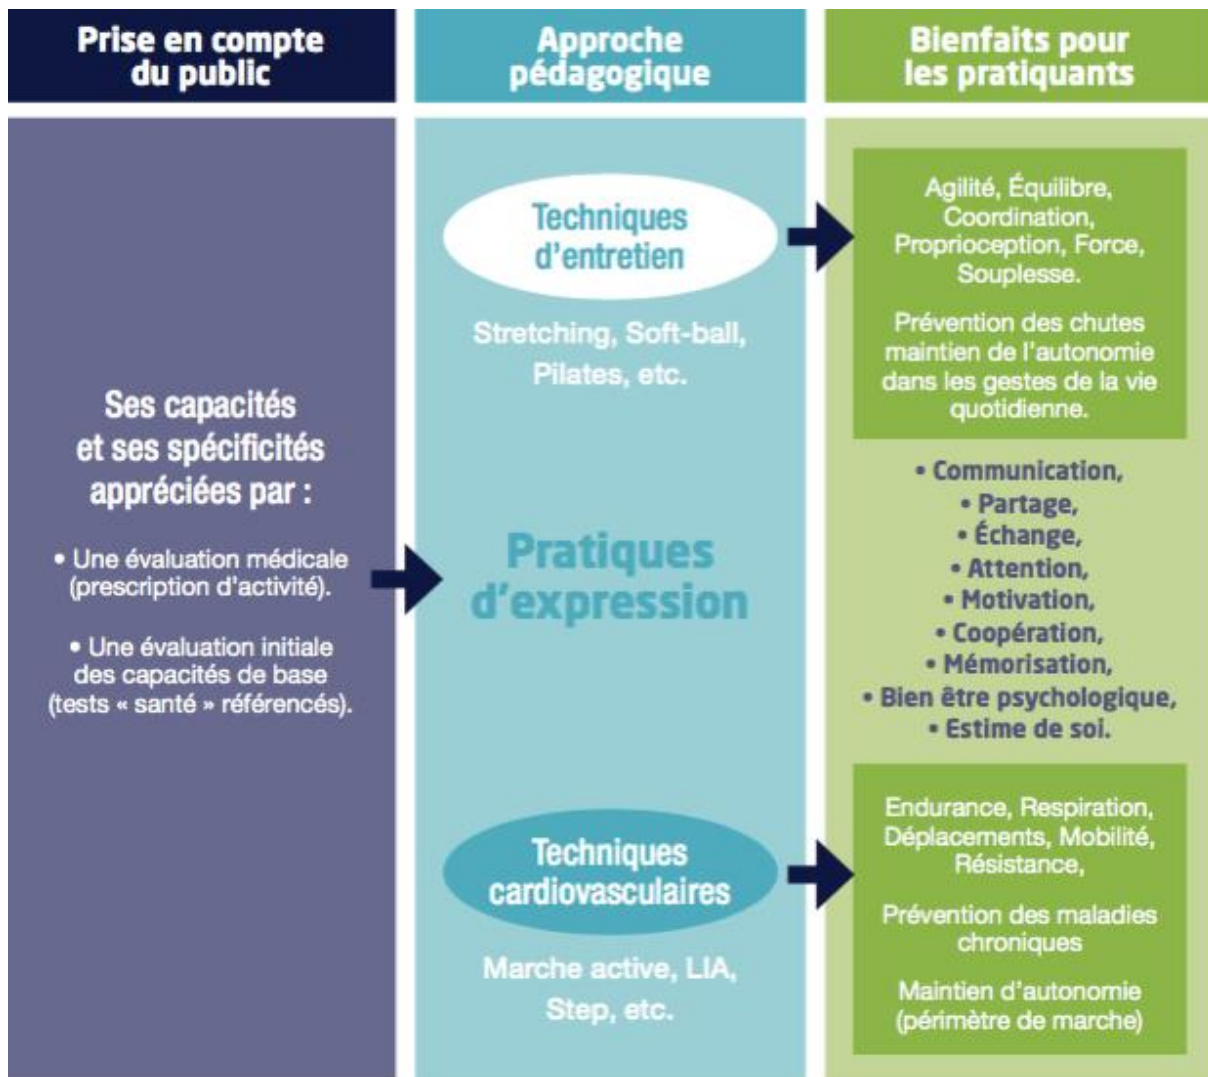 Prise en compte
du public
Approche
pédagogique
Bienfaits pour
les pratiquants
Ses capacités
et ses spécificités
appréciées par :
• Une évaluation médicale
(prescription d'activité).
• Une évaluation initiale
des capacités de base
(tests « santé » référencés).
Techniques
d'entretien
Stretching, Soft-ball,
Pilates, etc.
Pratiques
d'expression
Techniques
cardiovasculaires
Marche active, LIA,
Step, etc.
Agilité, Équilibre,
Coordination,
Proprioception, Force,
Souplesse.
Prévention des chutes
maintien de l'autonomie
dans les gestes de la vie
quotidienne.
• Communication,
• Partage,
• Échange,
• Attention,
• Motivation,
• Coopération,
• Mémorisation,
• Bien être psychologique,
• Estime de soi.
Endurance, Respiration,
Déplacements, Mobilité,
Résistance,
Prévention des maladies
chroniques
Maintien d'autonomie
(périmètre de marche)